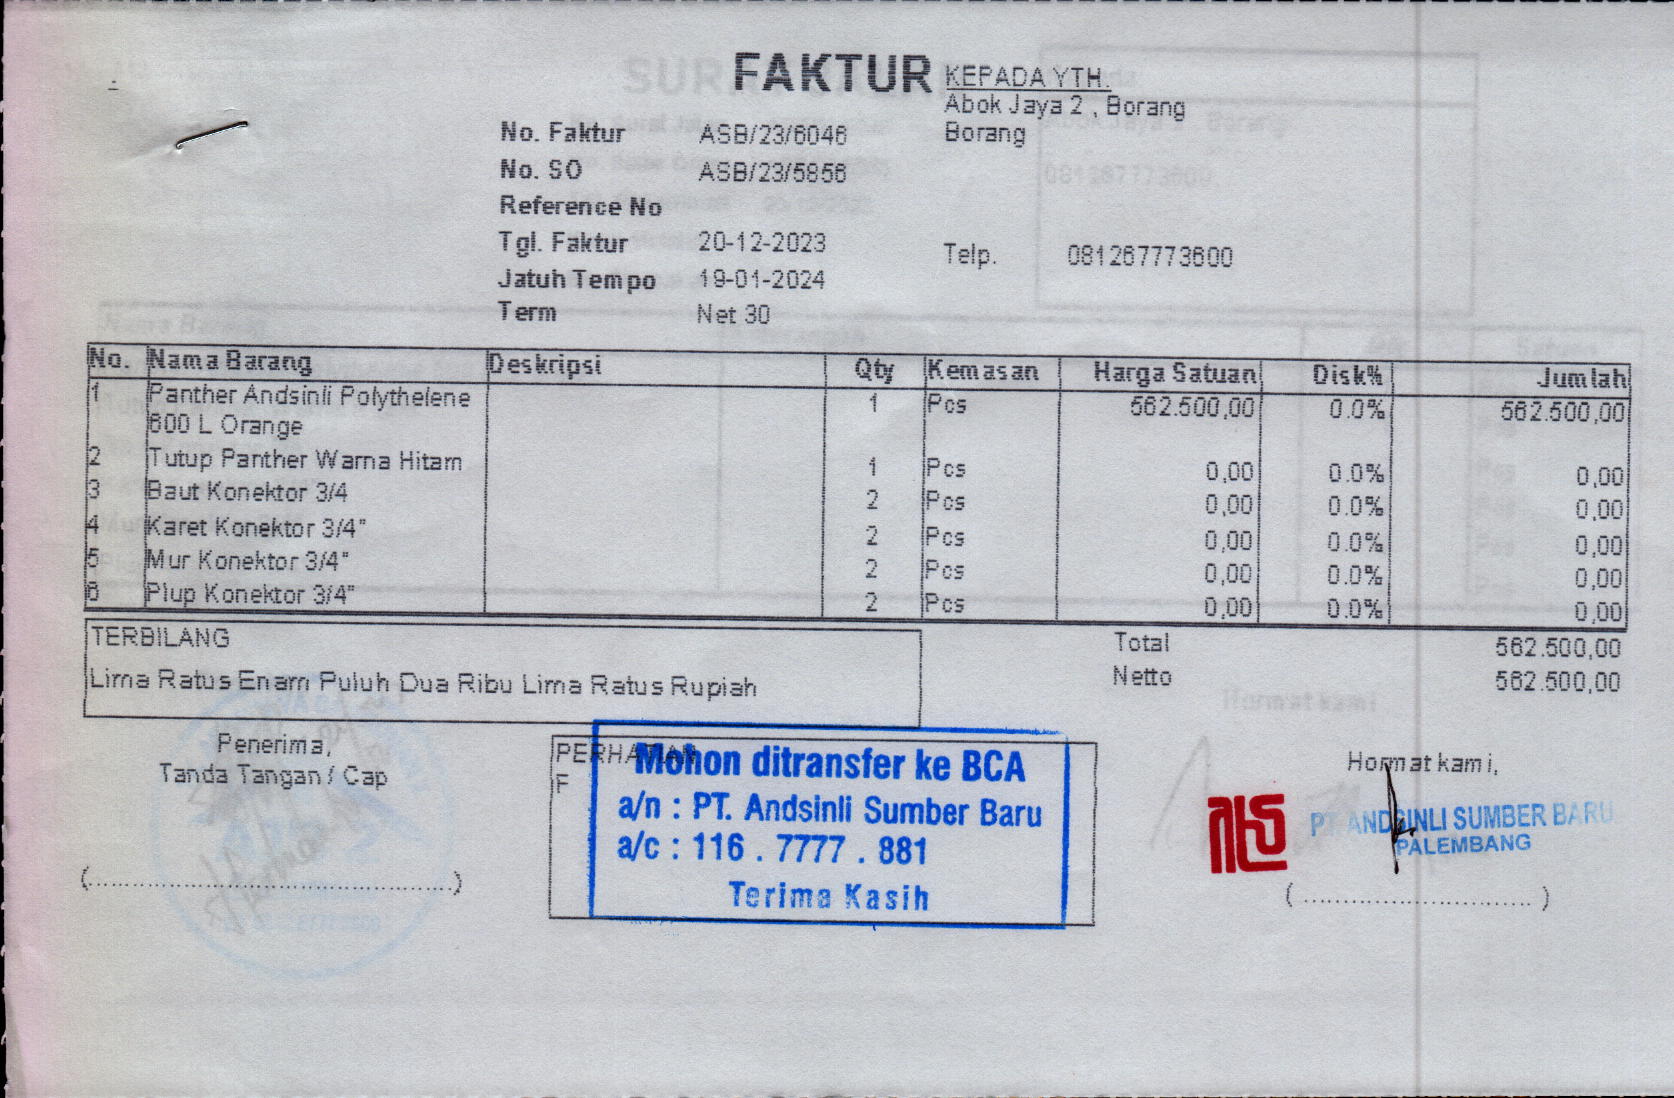 FAKTUR
KEPADA YTH.
Abok Jaya 2 , Borang
Borang
No. Faktur ASB/23/6046
No. SO ASB/23/5856
Reference No
Tgl. Faktur 20-12-2023
Telp. 081267773600
Jatuh Tempo 19-01-2024
Term Net 30
No. Nama Barang Deskripsi Qty Kemasan Harga Satuan Disk% Jumlah
1 Panther Andsinli Polythelene 1 Pcs 562.500,00 0.0% 562.500,00
600 L Orange
2 Tutup Panther Warna Hitam 1 Pcs 0,00 0.0% 0,00
3 Baut Konektor 3/4 2 Pcs 0,00 0.0% 0,00
4 Karet Konektor 3/4" 2 Pcs 0,00 0.0% 0,00
5 Mur Konektor 3/4" 2 Pcs 0,00 0.0% 0,00
6 Plup Konektor 3/4" 2 Pcs 0,00 0.0% 0,00
TERBILANG
Lima Ratus Enam Puluh Dua Ribu Lima Ratus Rupiah
Total 562.500,00
Netto 562.500,00
Penerima,
Tanda Tangan / Cap
PERHATIAN
F
Mohon ditransfer ke BCA
a/n : PT. Andsinli Sumber Baru
a/c : 116 . 7777 . 881
Terima Kasih
Hormat kami,
PT ANDSINLI SUMBER BARU
PALEMBANG